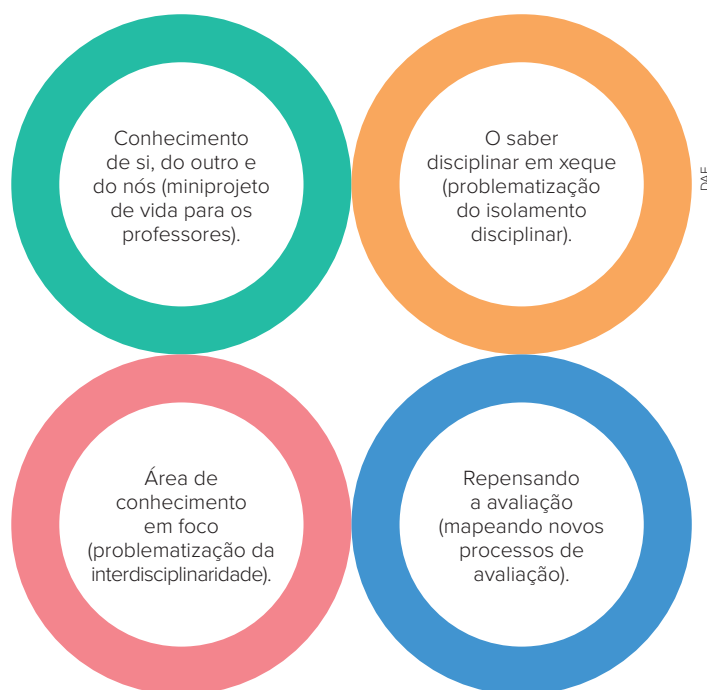 Conhecimento
de si, do outro e
do nós (miniprojeto
de vida para os
professores).
O saber
disciplinar em xeque
(problematização
do isolamento
disciplinar).
DAE
Área de
conhecimento
em foco
(problematização da
interdisciplinaridade).
Repensando
a avaliação
(mapeando novos
processos de
avaliação).